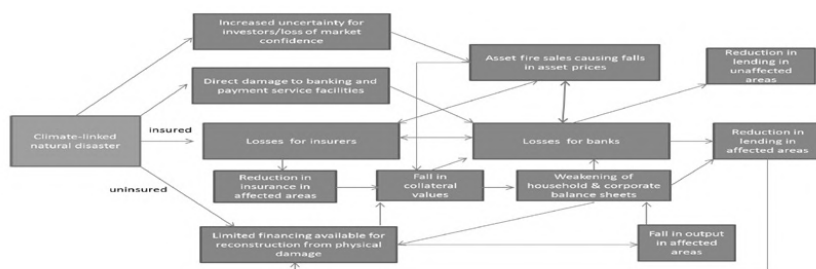 Increased uncertainty for
investors/loss of market
confidence
Asset fire sales causing falls
in asset prices
Reduction in
lending in
unaffected
areas
Direct damage to banking and
payment service facilities
Climate-linked
natural disaster
insured
Losses for insurers
Losses for banks
Reduction in
lending in
affected areas
uninsured
Reduction in
insurance in
affected areas
Fall in
collateral
values
Weakening of
household & corporate
balance sheets
Limited financing available for
reconstruction from physical
damage
Fall in output
in affected
areas